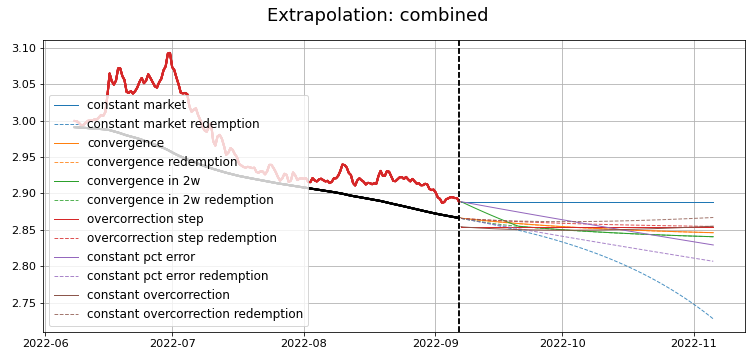 Extrapolation: combined
3.10
3.05
3.00
2.95
2.90
2.85
2.80
2.75
constant market
constant market redemption
convergence
convergence redemption
convergence in 2w
convergence in 2w redemption
overcorrection step
overcorrection step redemption
constant pct error
constant pct error redemption
constant overcorrection
constant overcorrection redemption
2022-06 2022-07 2022-08 2022-09 2022-10 2022-11